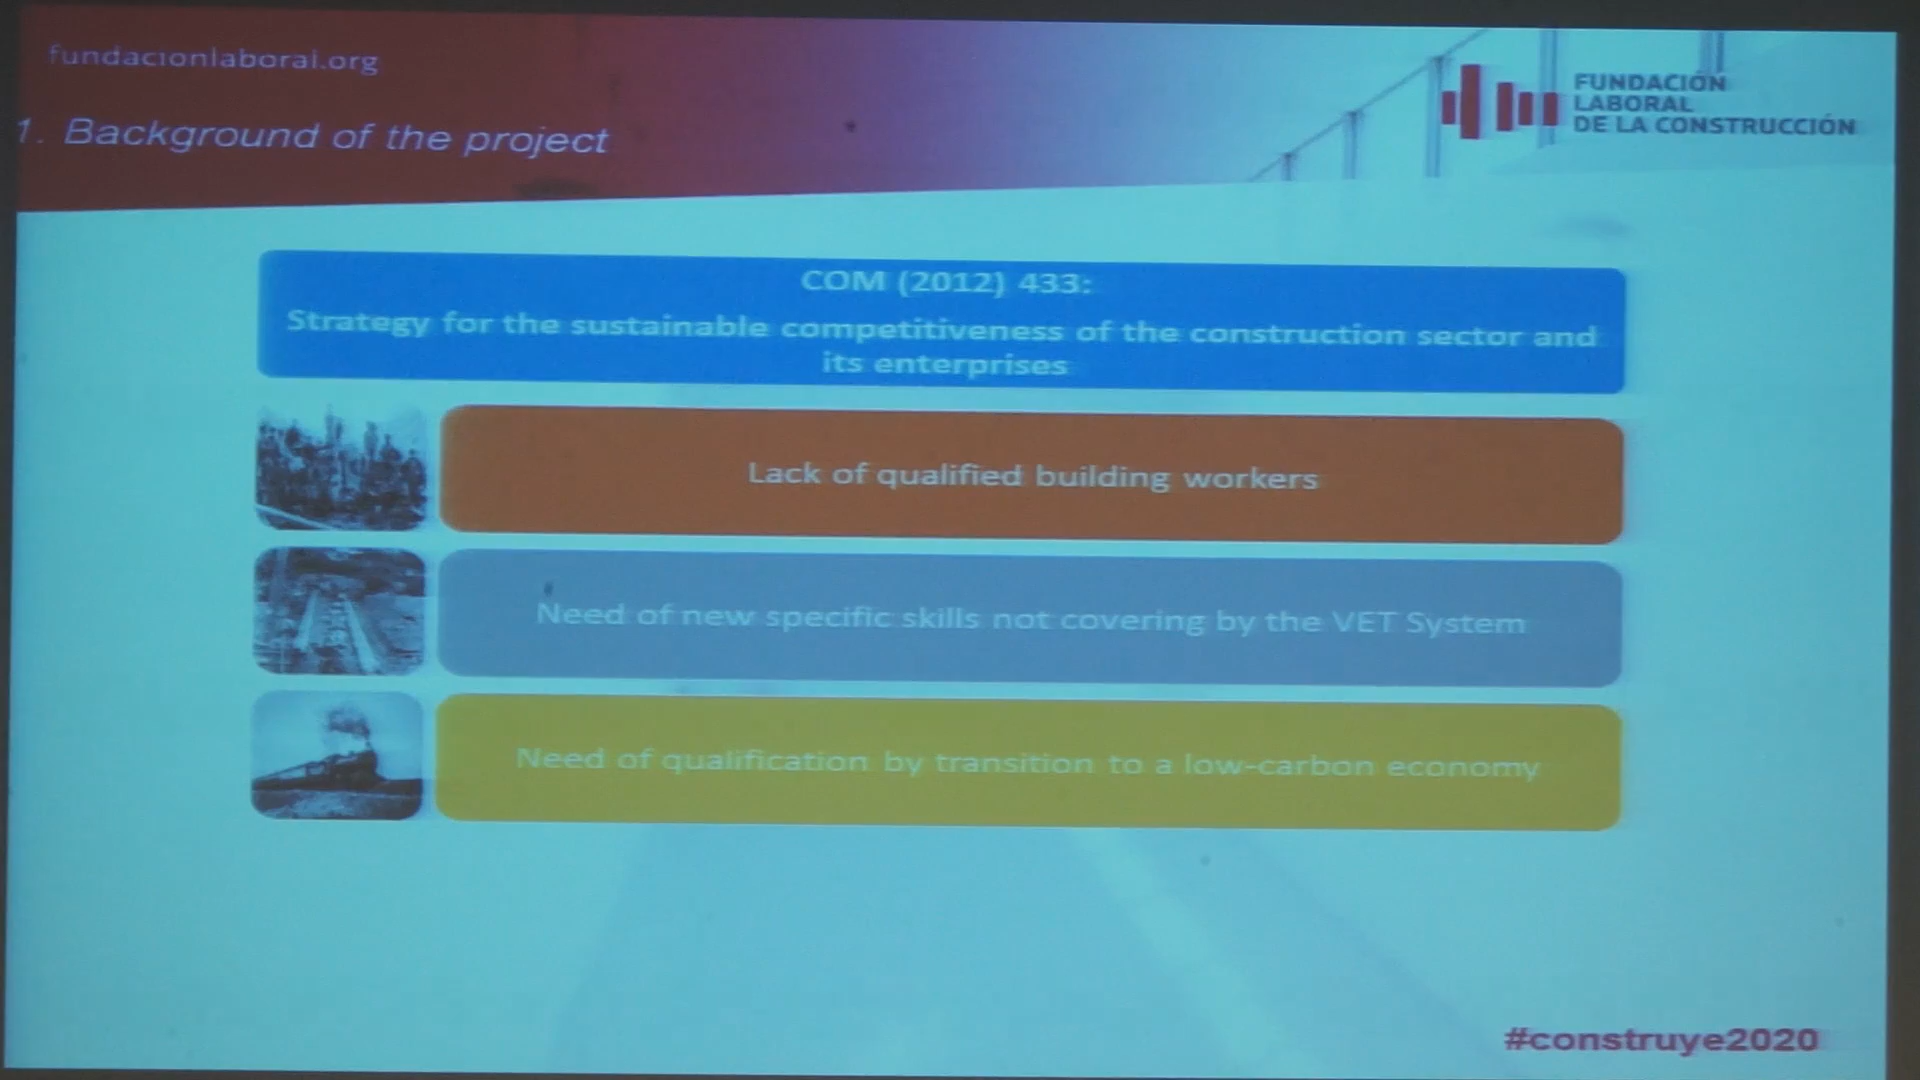 fundacionlaboral.org
1. Background of the project
FUNDACIÓN
LABORAL
DE LA CONSTRUCCIÓN
COM (2012) 433:
Strategy for the sustainable competitiveness of the construction sector and
its enterprises
Lack of qualified building workers
Need of new specific skills not covering by the VET System
Need of qualification by transition to a low-carbon economy
#construye2020